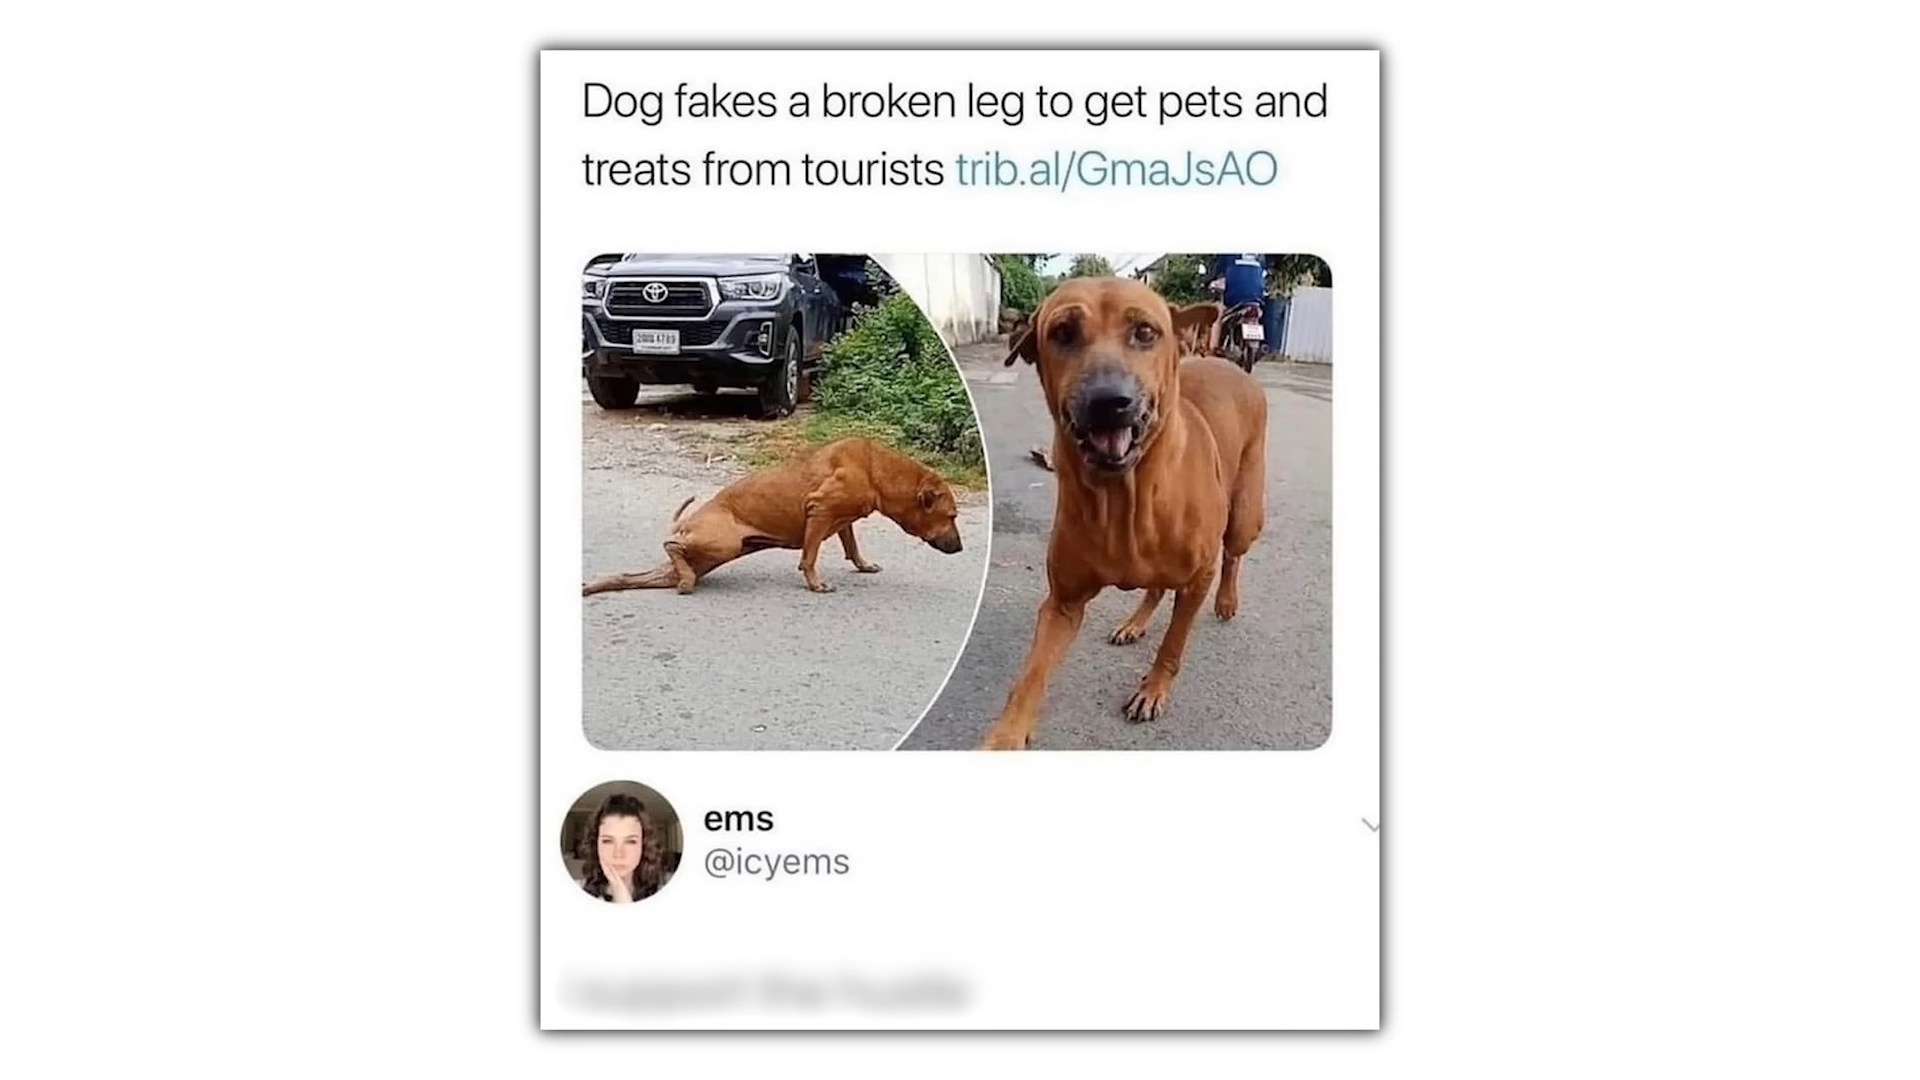 Dog fakes a broken leg to get pets and
treats from tourists trib.al/GmaJsAO
ems
@icyems